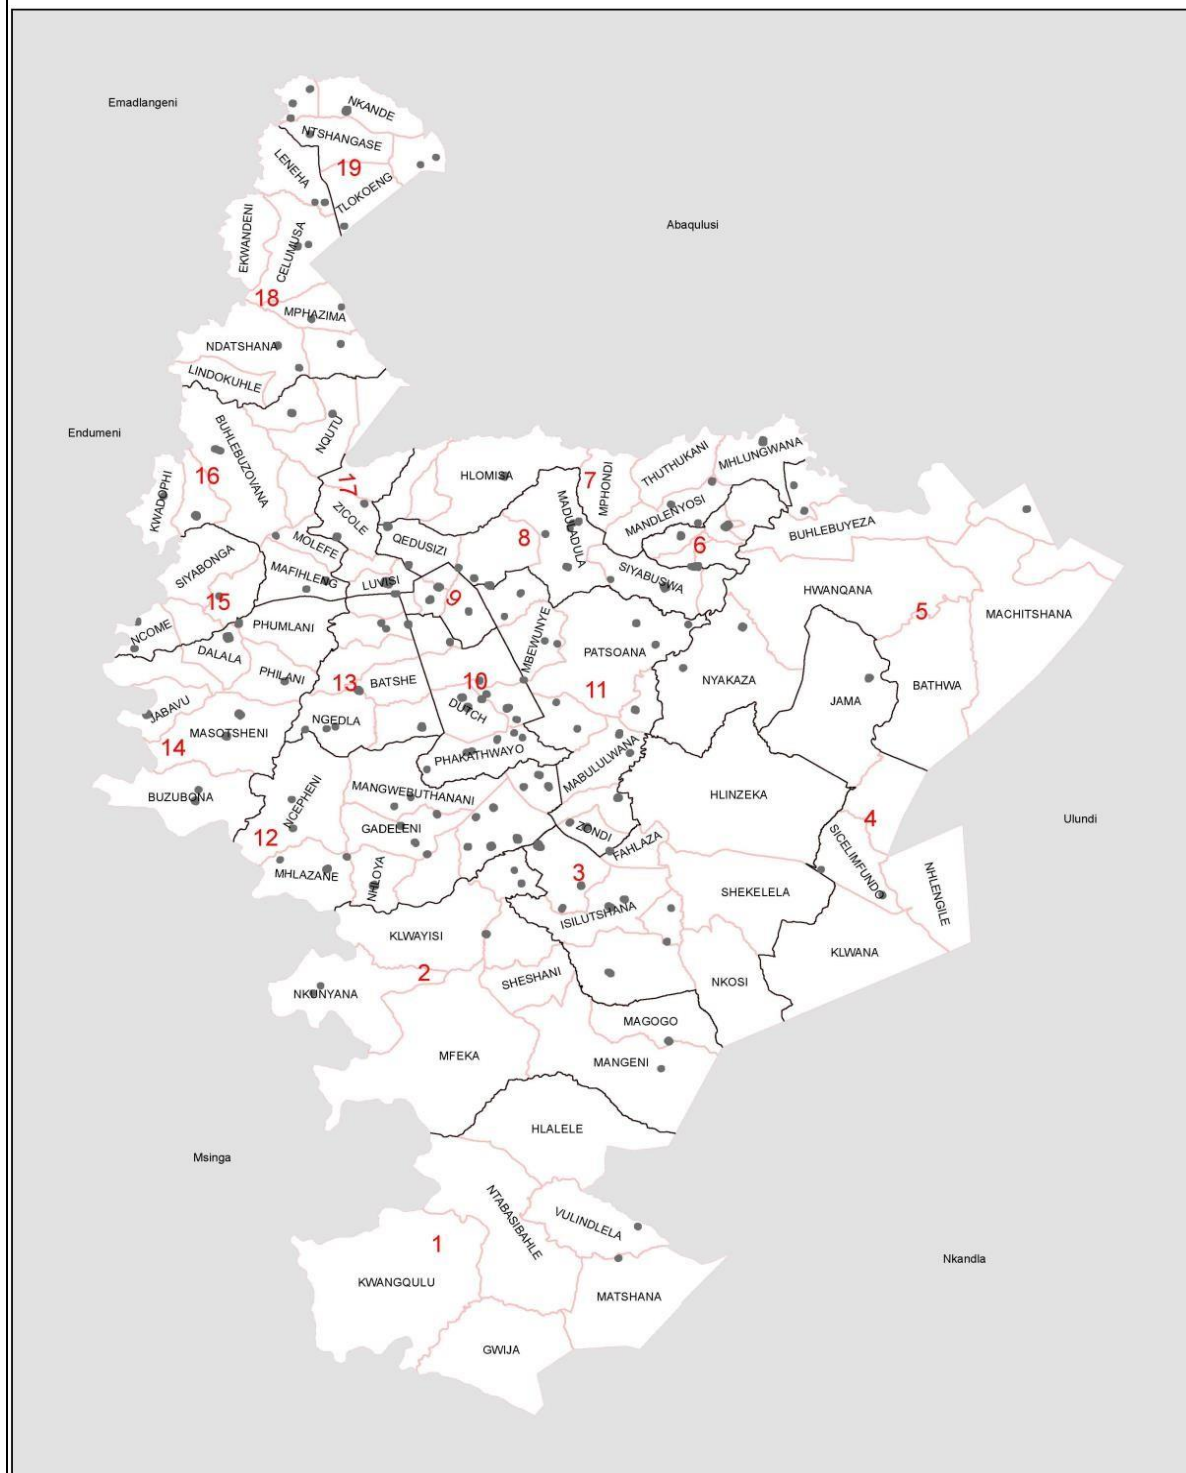 Emadlangeni
NKANDE
NTSHANGASE
LENEHA
19
TLOKOENG
Abaqulusi
EKWANDENI
CELUMUSA
18
MPHAZIMA
NDATSHANA
LINDOKUHLE
Endumeni
BUHLEBUZOVANA
NQUTU
16
KWADOPHI
17
ZICOLE
HLOMISA
7
MPHONDI
THUTHUKANI
MHLUNGWANA
MADULADULA
MANDLENYOSI
BUHLEBUYEZA
QEDUSIZI
8
6
MOLEFE
SIYABONGA
MAFIHLENG
LUVISI
SIYABUSWA
HWANQANA
15
9
5
MACHITSHANA
NCOME
PHUMLANI
DALALA
MBEWUNYE
PATSOANA
PHILANI
13
BATSHE
10
11
NYAKAZA
BATHWA
JAMA
JABAVU
DUTCH
NGEDLA
MASOTSHENI
14
PHAKATHWAYO
MABULULWANA
BUZUBONA
NCEPHENI
MANGWEBUTHANANI
HLINZEKA
4
Ulundi
12
GADELENI
ZONDI
FAHLAZA
SICELIMFUNDO
MHLAZANE
NHLOYA
3
SHEKELELA
NHLENGILE
ISILUTSHANA
KLWAYISI
KLWANA
2
SHESHANI
NKOSI
NKUNYANA
MAGOGO
MFEKA
MANGENI
HLALELE
Msinga
NTABASIBAHLE
VULINDLELA
1
Nkandla
KWANGQULU
MATSHANA
GWIJA